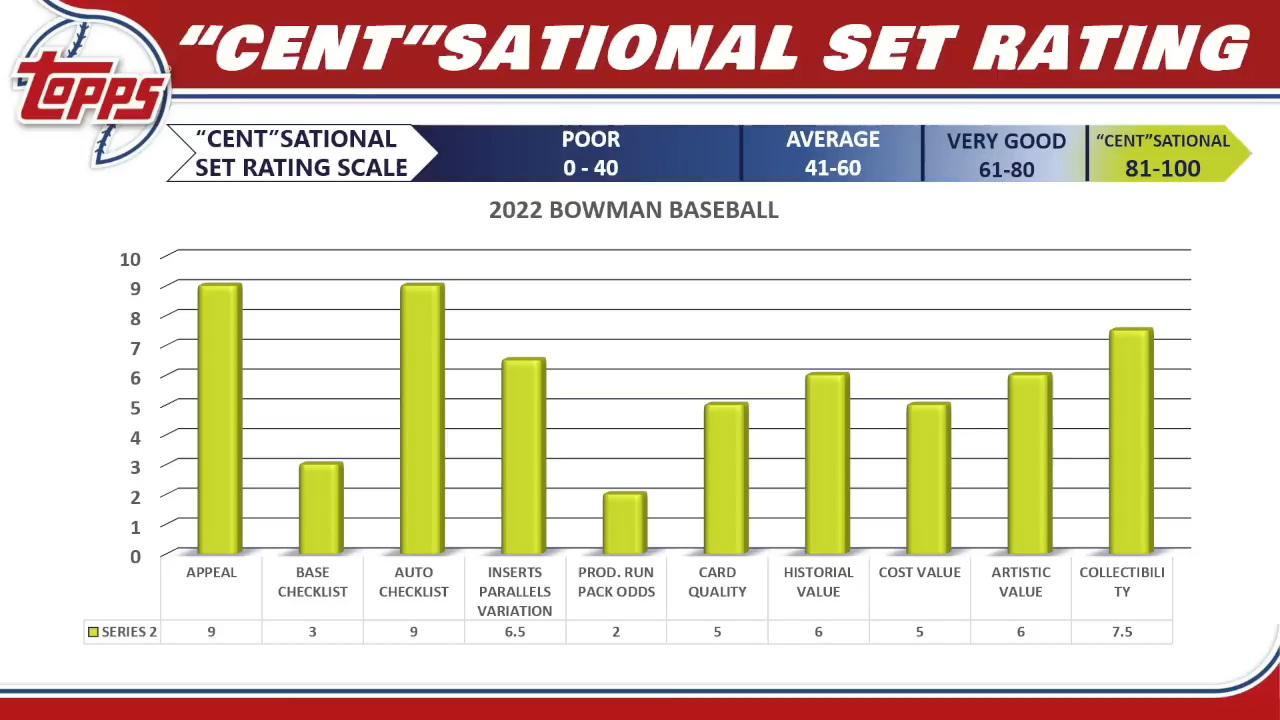 “CENT”SATIONAL SET RATING
TOPPS
“CENT”SATIONAL
SET RATING SCALE
POOR
0 - 40
AVERAGE
41-60
VERY GOOD
61-80
“CENT”SATIONAL
81-100
2022 BOWMAN BASEBALL
10
9
8
7
6
5
4
3
2
1
0
APPEAL
BASE
CHECKLIST
AUTO
CHECKLIST
INSERTS
PARALLELS
VARIATION
PROD. RUN
PACK ODDS
CARD
QUALITY
HISTORIAL
VALUE
COST VALUE
ARTISTIC
VALUE
COLLECTIBILI
TY
SERIES 2 9 3 9 6.5 2 5 6 5 6 7.5